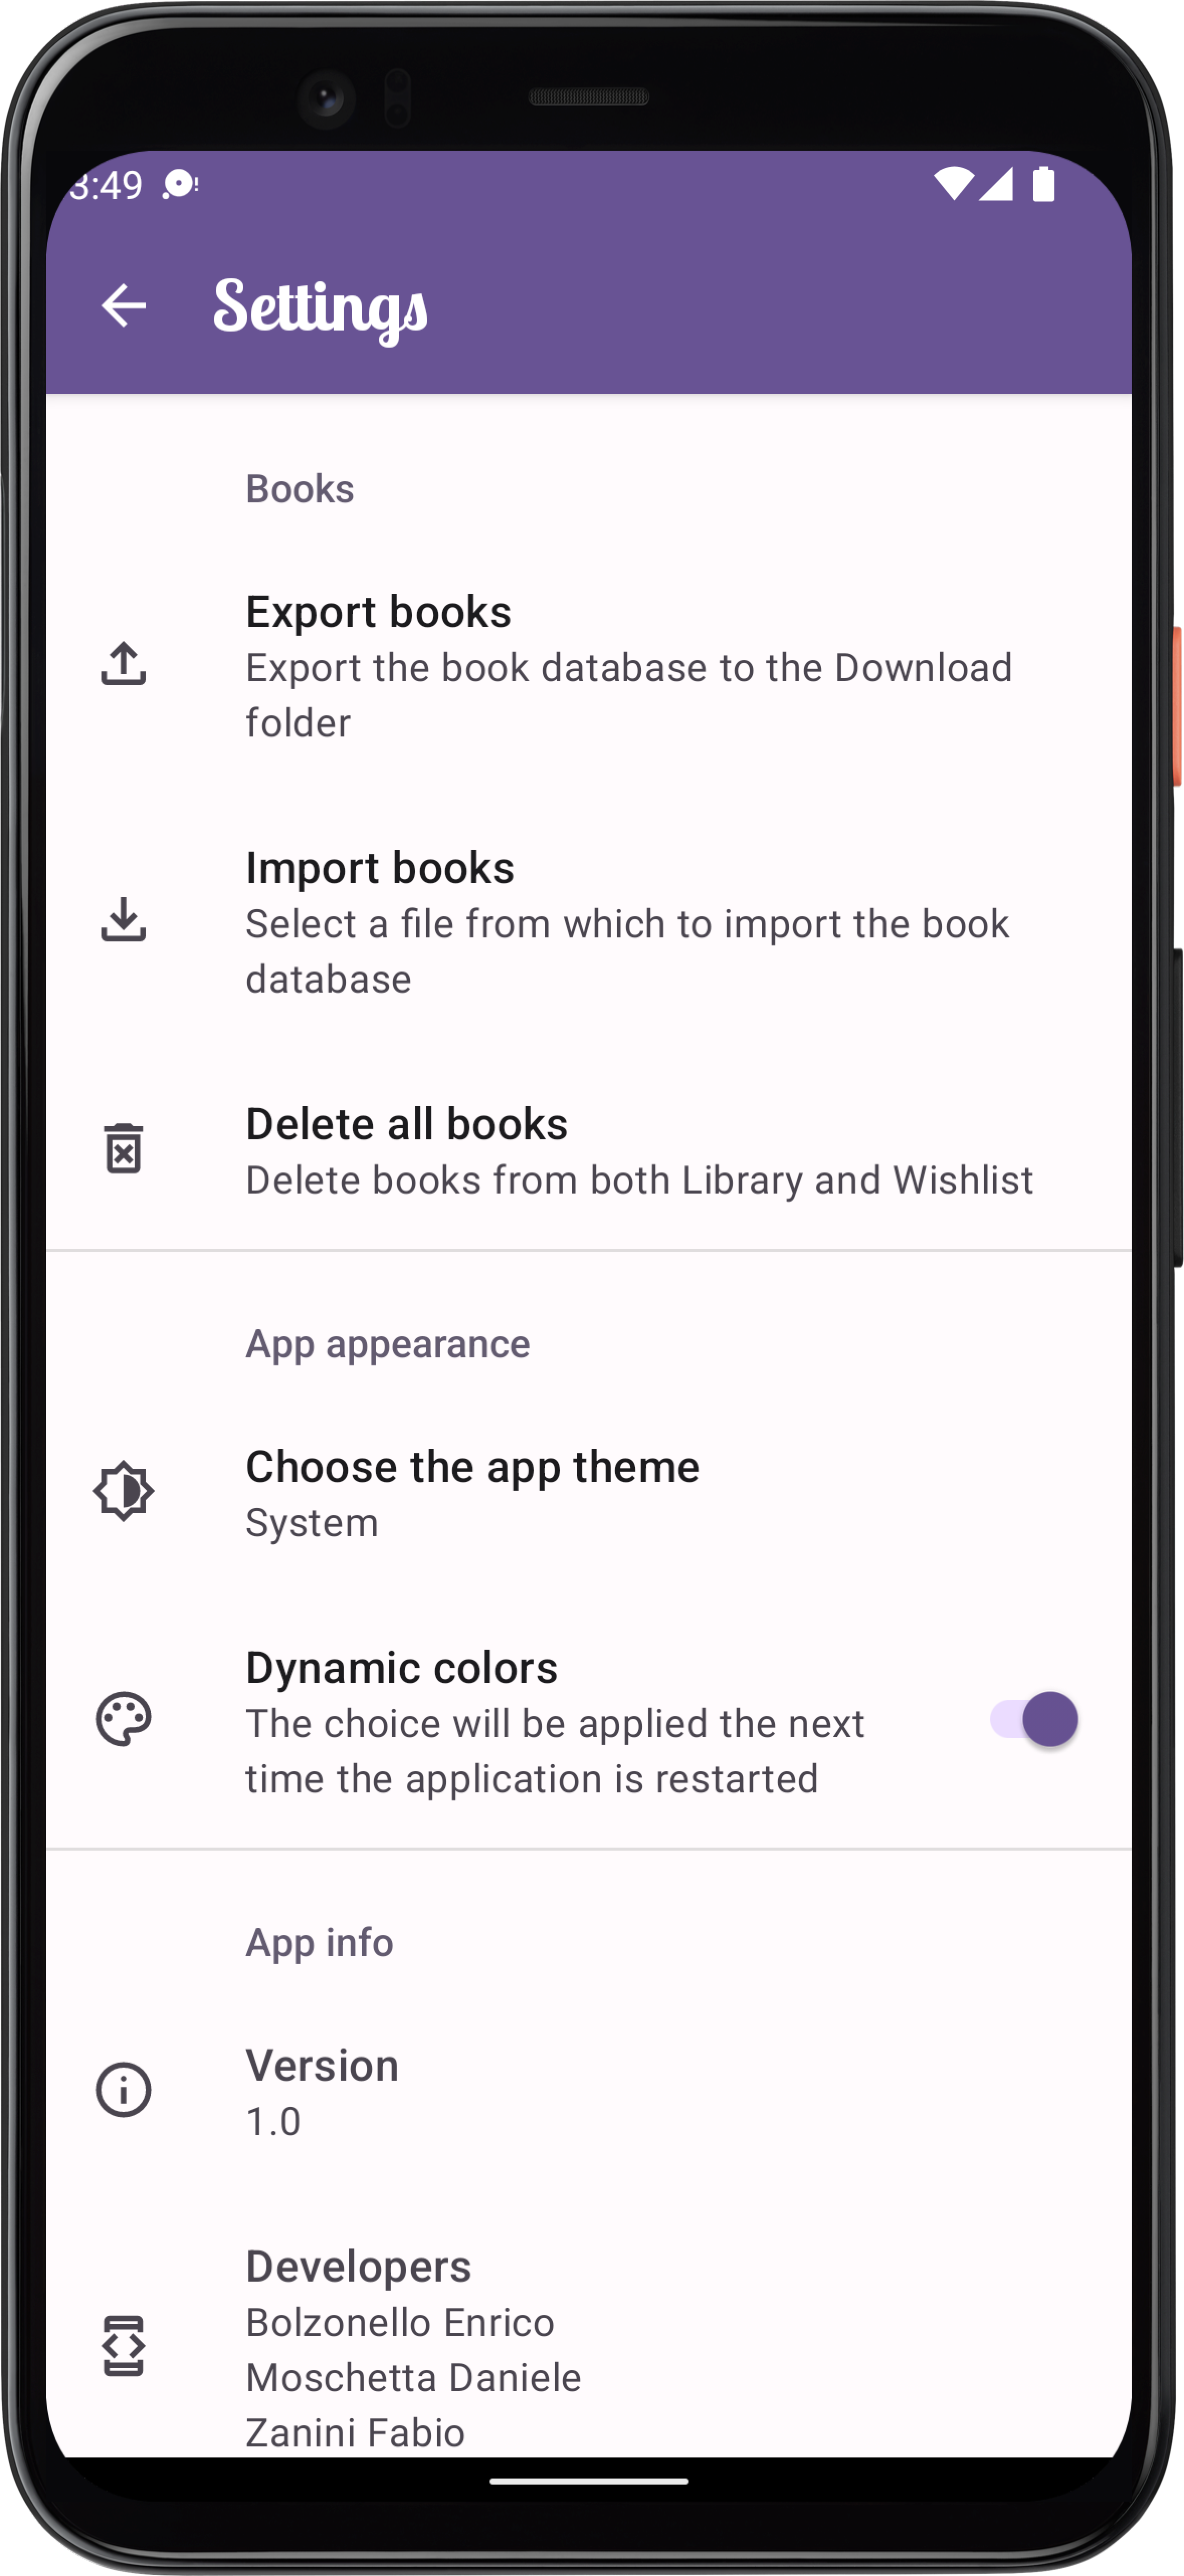 3:49
Settings
Books
Export books
Export the book database to the Download
folder
Import books
Select a file from which to import the book
database
Delete all books
Delete books from both Library and Wishlist
App appearance
Choose the app theme
System
Dynamic colors
The choice will be applied the next
time the application is restarted
App info
Version
1.0
Developers
Bolzonello Enrico
Moschetta Daniele
Zanini Fabio